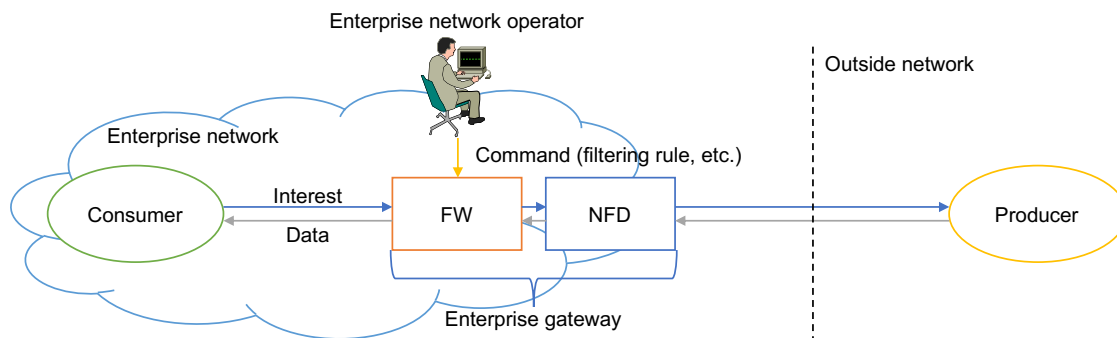 Enterprise network operator
Outside network
Enterprise network
Command (filtering rule, etc.)
Consumer
Interest
Data
FW
NFD
Producer
Enterprise gateway